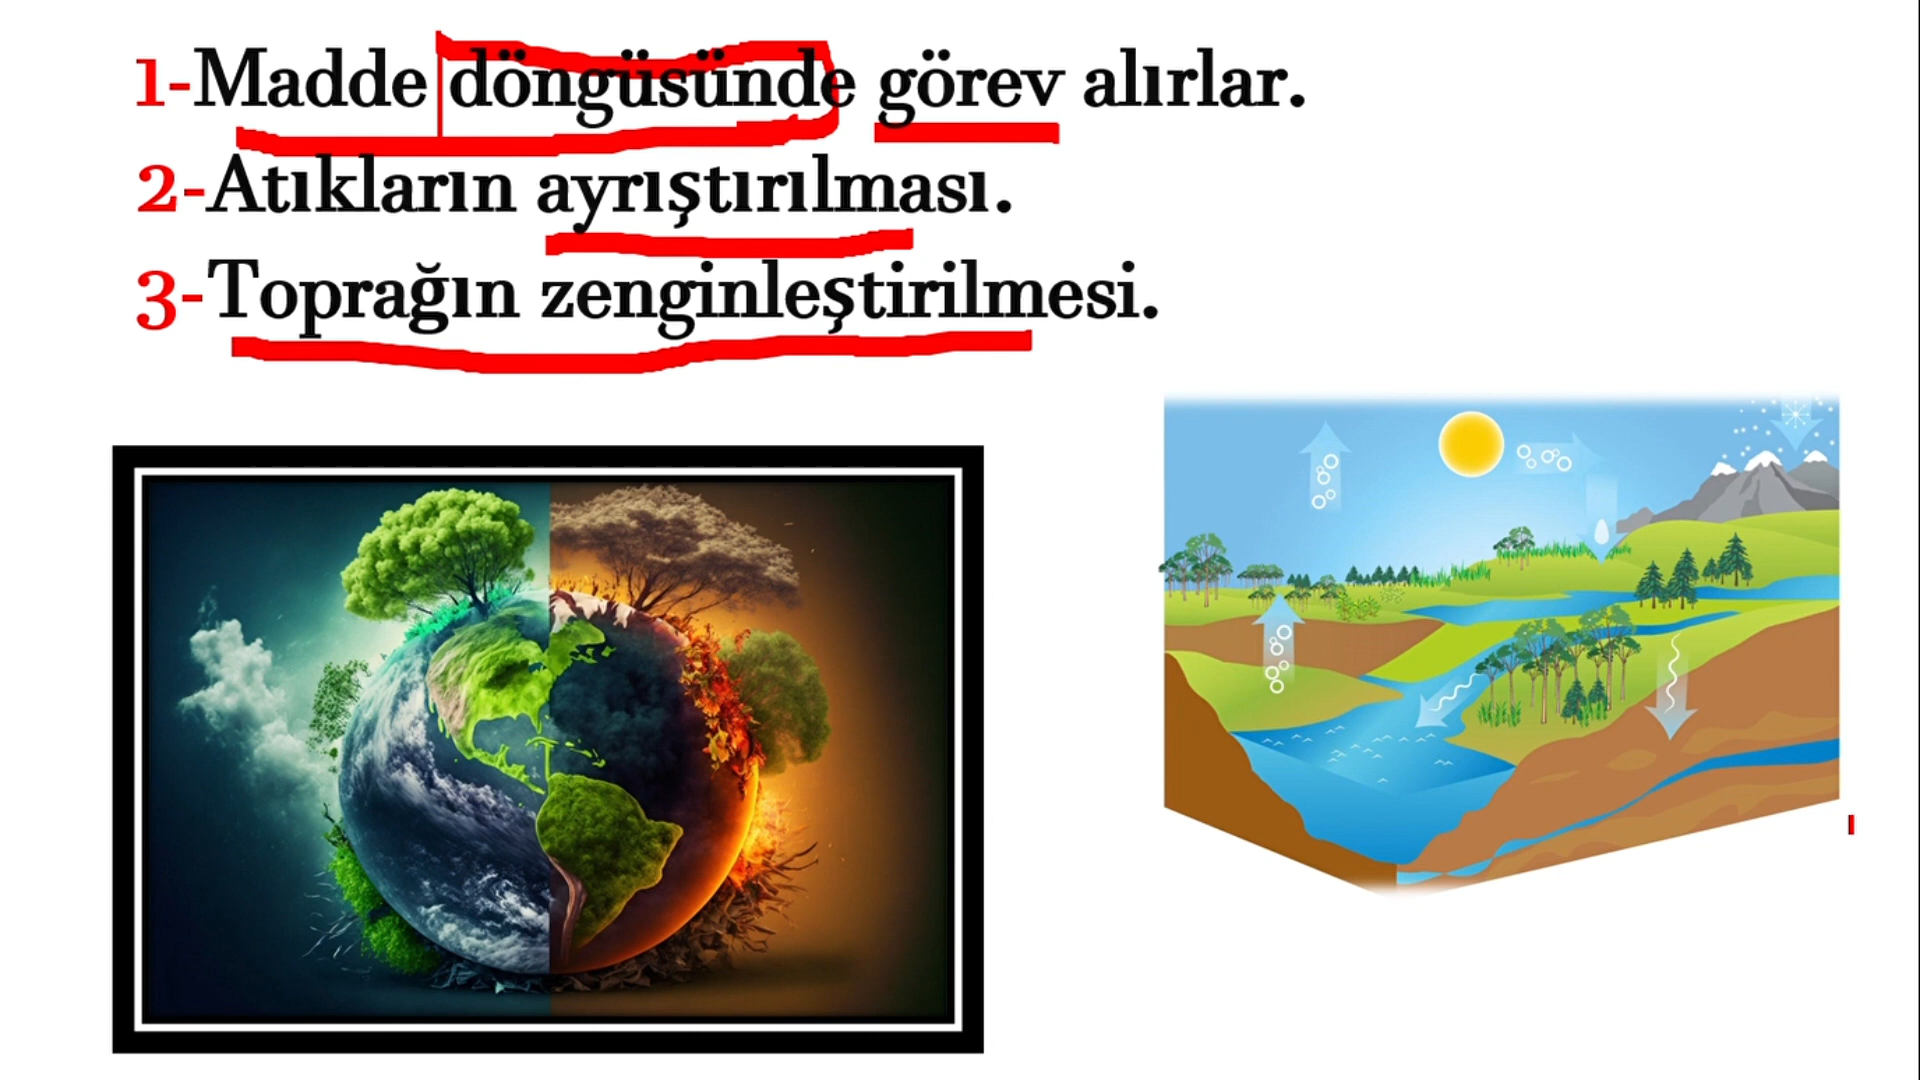 1-Madde döngüsünde görev alırlar.
2-Atıkların ayrıştırılması.
3-Toprağın zenginleştirilmesi.